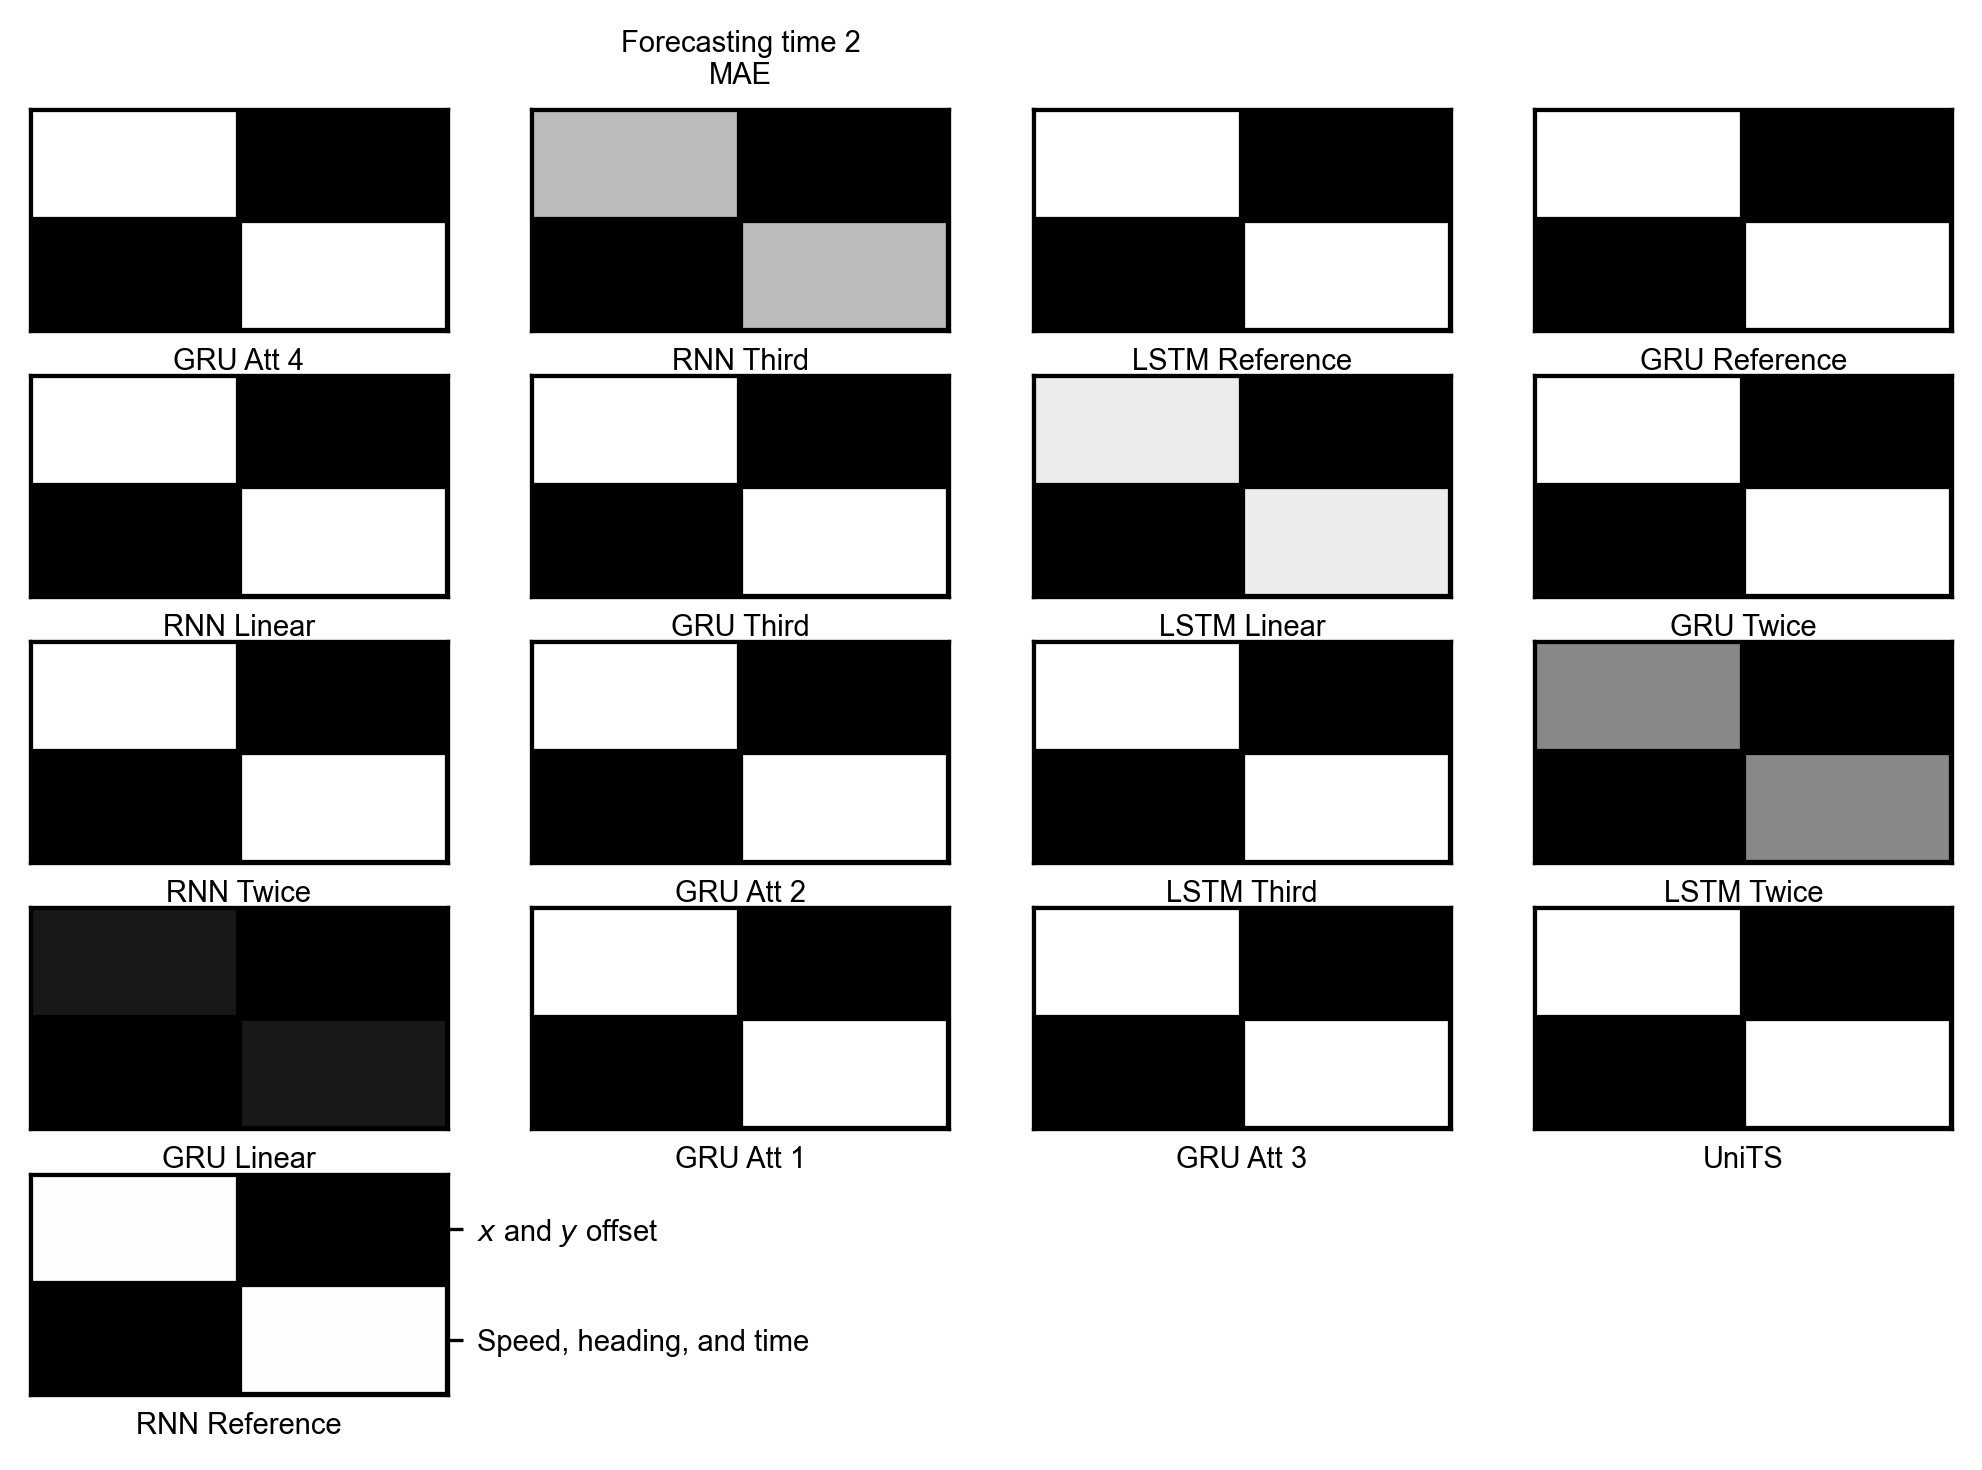 Forecasting time 2
MAE
GRU Att 4
RNN Third
LSTM Reference
GRU Reference
RNN Linear
GRU Third
LSTM Linear
GRU Twice
RNN Twice
GRU Att 2
LSTM Third
LSTM Twice
GRU Linear
GRU Att 1
GRU Att 3
UniTS
x and y offset
Speed, heading, and time
RNN Reference